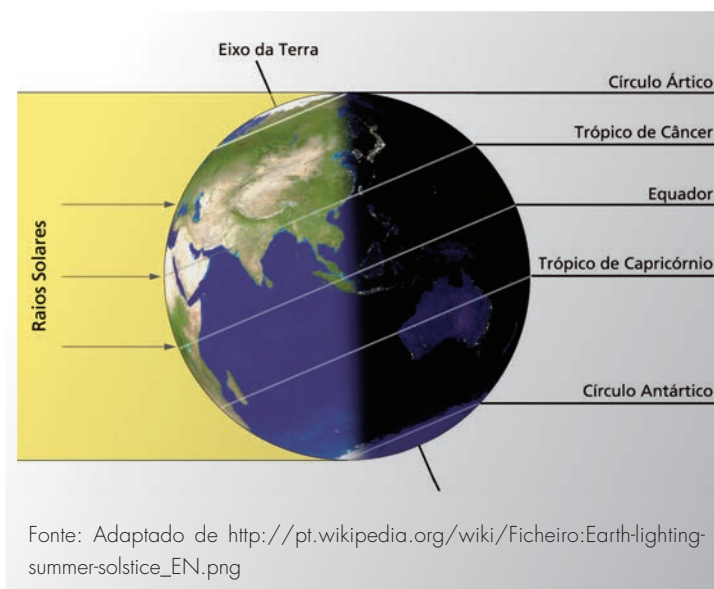 Eixo da Terra
Círculo Ártico
Trópico de Câncer
Equador
Trópico de Capricórnio
Círculo Antártico
Raios Solares
Fonte: Adaptado de http://pt.wikipedia.org/wiki/Ficheiro:Earth-lighting-
summer-solstice_EN.png